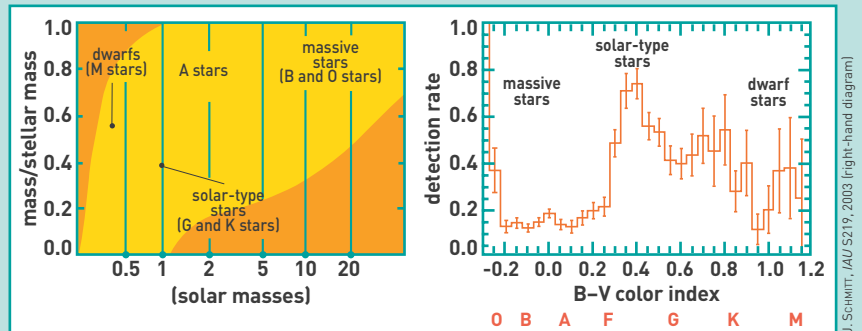 1.0
0.8
0.6
0.4
0.2
0.0
mass/stellar mass
dwarfs
(M stars)
A stars
massive
stars
(B and O stars)
solar-type
stars
(G and K stars)
0.5 1 2 5 10 20
(solar masses)
1.0
0.8
0.6
0.4
0.2
0.0
detection rate
massive
stars
solar-type
stars
dwarf
stars
-0.2 0.0 0.2 0.4 0.6 0.8 1.0 1.2
B–V color index
O B A F G K M
SCHMITT, IAU S219, 2003 (right-hand diagram)